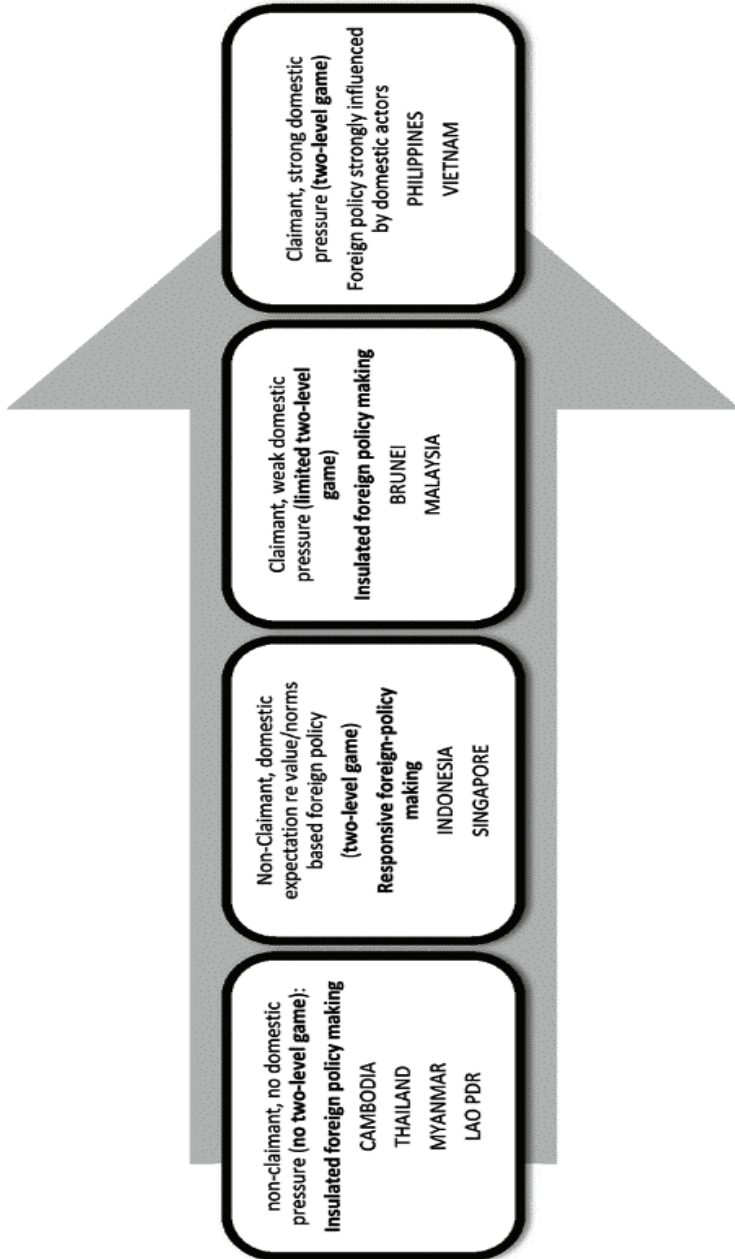 non-claimant, no domestic
pressure (no two-level game):
Insulated foreign policy making
CAMBODIA
THAILAND
MYANMAR
LAO PDR
Non-Claimant, domestic
expectation re value/norms
based foreign policy
(two-level game)
Responsive foreign-policy
making
INDONESIA
SINGAPORE
Claimant, weak domestic
pressure (limited two-level
game)
Insulated foreign policy making
BRUNEI
MALAYSIA
Claimant, strong domestic
pressure (two-level game)
Foreign policy strongly influenced
by domestic actors
PHILIPPINES
VIETNAM